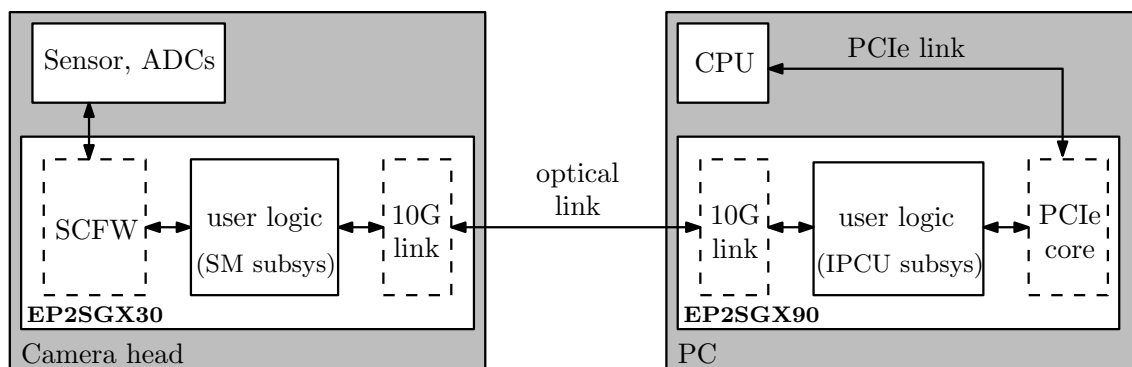 Sensor, ADCs
SCFW
user logic
(SM subsys)
10G
link
EP2SGX30
Camera head
optical
link
CPU
PCIe link
10G
link
user logic
(IPCU subsys)
PCIe
core
EP2SGX90
PC